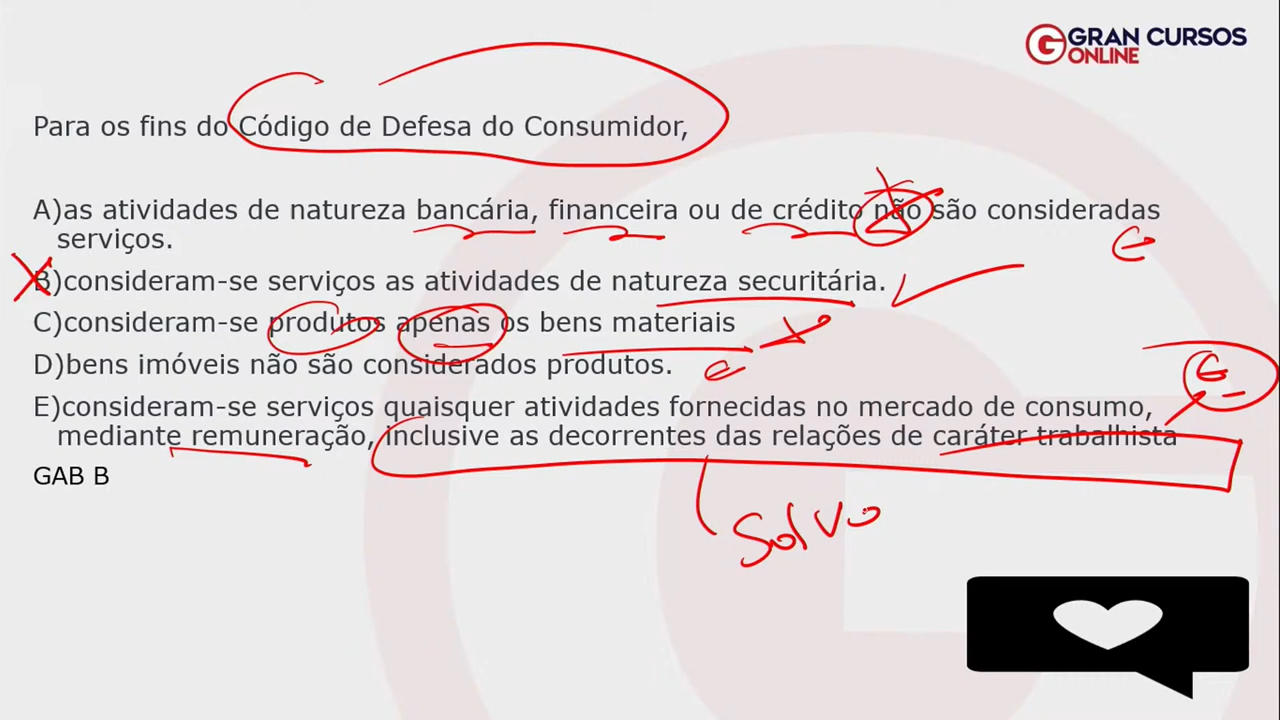 GRAN CURSOS
ONLINE
Para os fins do Código de Defesa do Consumidor,
A)as atividades de natureza bancária, financeira ou de crédito não são consideradas
serviços.
B)consideram-se serviços as atividades de natureza securitária.
C)consideram-se produtos apenas os bens materiais
D)bens imóveis não são considerados produtos.
E)consideram-se serviços quaisquer atividades fornecidas no mercado de consumo,
mediante remuneração, inclusive as decorrentes das relações de caráter trabalhista
GAB B
Salvo